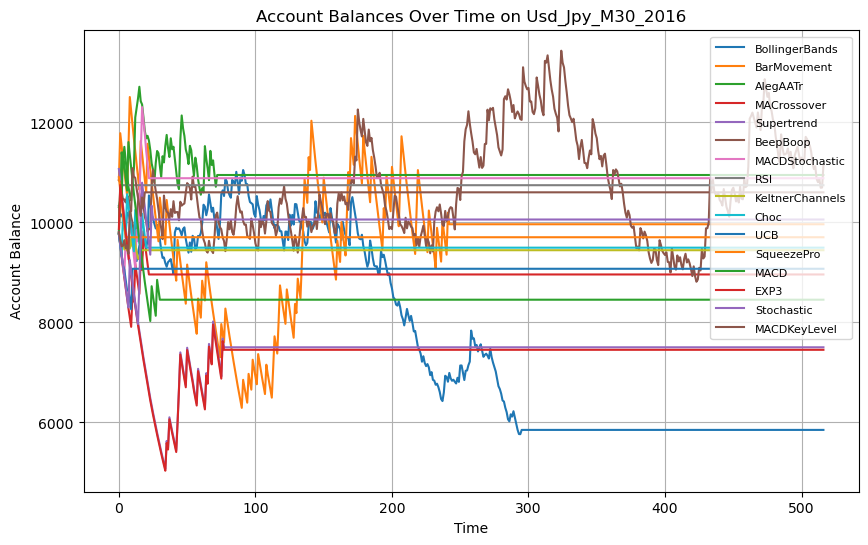 Account Balances Over Time on Usd_Jpy_M30_2016
Account Balance
12000
10000
8000
6000
0
100
200
300
400
500
Time
BollingerBands
BarMovement
AlegAATr
MACrossover
Supertrend
BeepBoop
MACDStochastic
RSI
KeltnerChannels
Choc
UCB
SqueezePro
MACD
EXP3
Stochastic
MACDKeyLevel